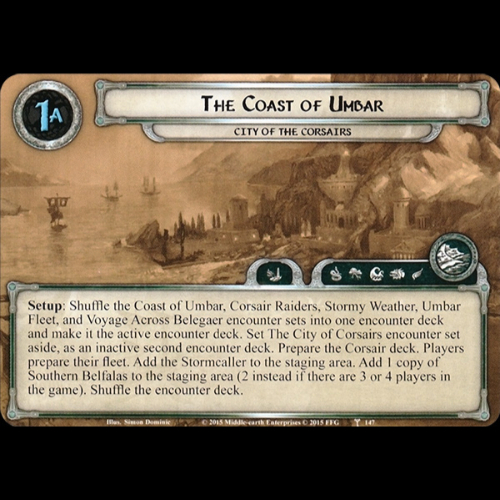 1A
THE COAST OF UMBAR
CITY OF THE CORSAIRS
Setup: Shuffle the Coast of Umbar, Corsair Raiders, Stormy Weather, Umbar
Fleet, and Voyage Across Belegaer encounter sets into one encounter deck
and make it the active encounter deck. Set The City of Corsairs encounter set
aside, as an inactive second encounter deck. Prepare the Corsair deck. Players
prepare their fleet. Add the Stormcaller to the staging area. Add 1 copy of
Southern Belfalas to the staging area (2 instead if there are 3 or 4 players in
the game). Shuffle the encounter deck.
Illus. Simon Dominic © 2015 Middle-earth Enterprises © 2015 FFG 147